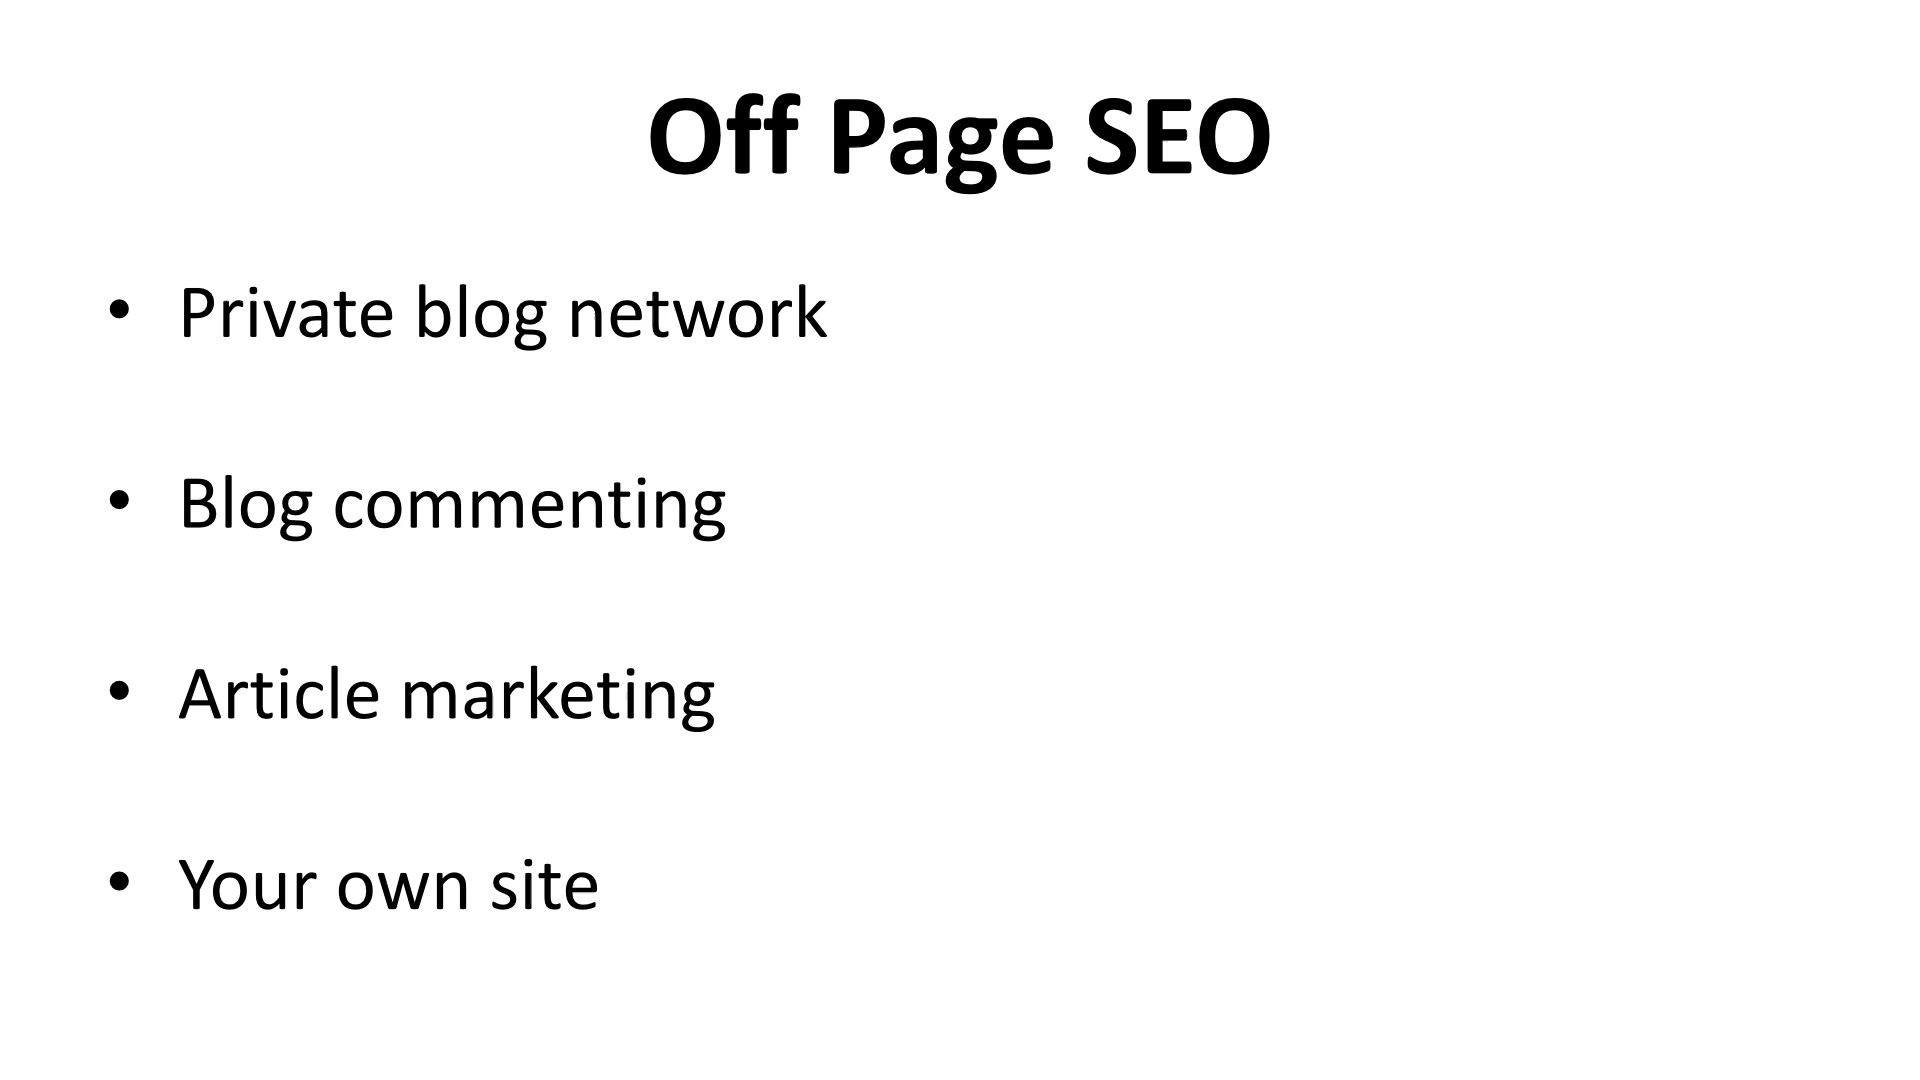 Off Page SEO
• Private blog network
• Blog commenting
• Article marketing
• Your own site